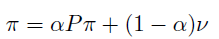 π = αPπ + (1 − α)ν